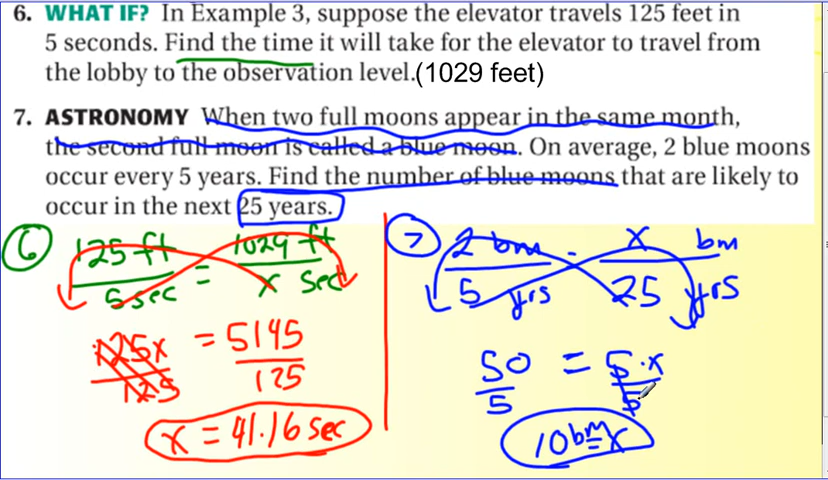 6. WHAT IF? In Example 3, suppose the elevator travels 125 feet in
5 seconds. Find the time it will take for the elevator to travel from
the lobby to the observation level.(1029 feet)
7. ASTRONOMY When two full moons appear in the same month,
the second full moon is called a blue moon. On average, 2 blue moons
occur every 5 years. Find the number of blue moons that are likely to
occur in the next 25 years.
6
125 ft = 1029 ft
5 sec x sec
125x = 5145
125 125
x = 41.16 sec
7
2 bm = x bm
5 yrs 25 yrs
50 = 5·x
5 5
10 bm = x